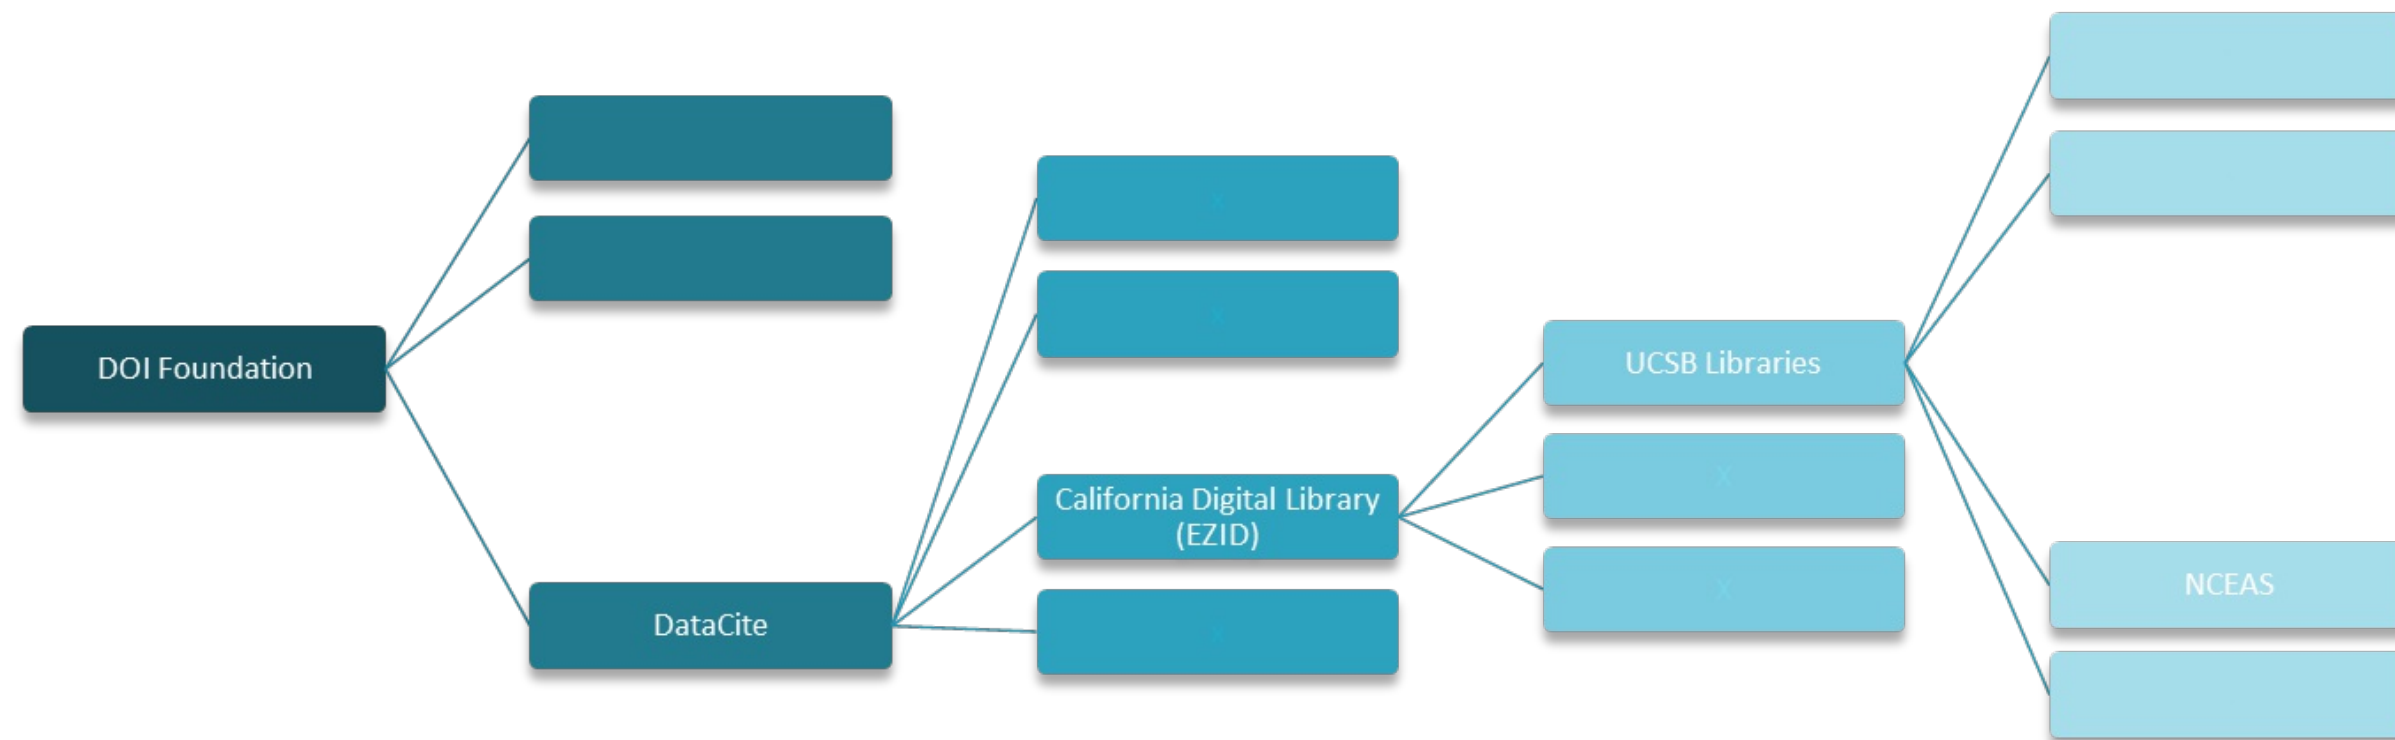 DOI Foundation
DataCite
x
x
California Digital Library
(EZID)
x
UCSB Libraries
X
X
NCEAS